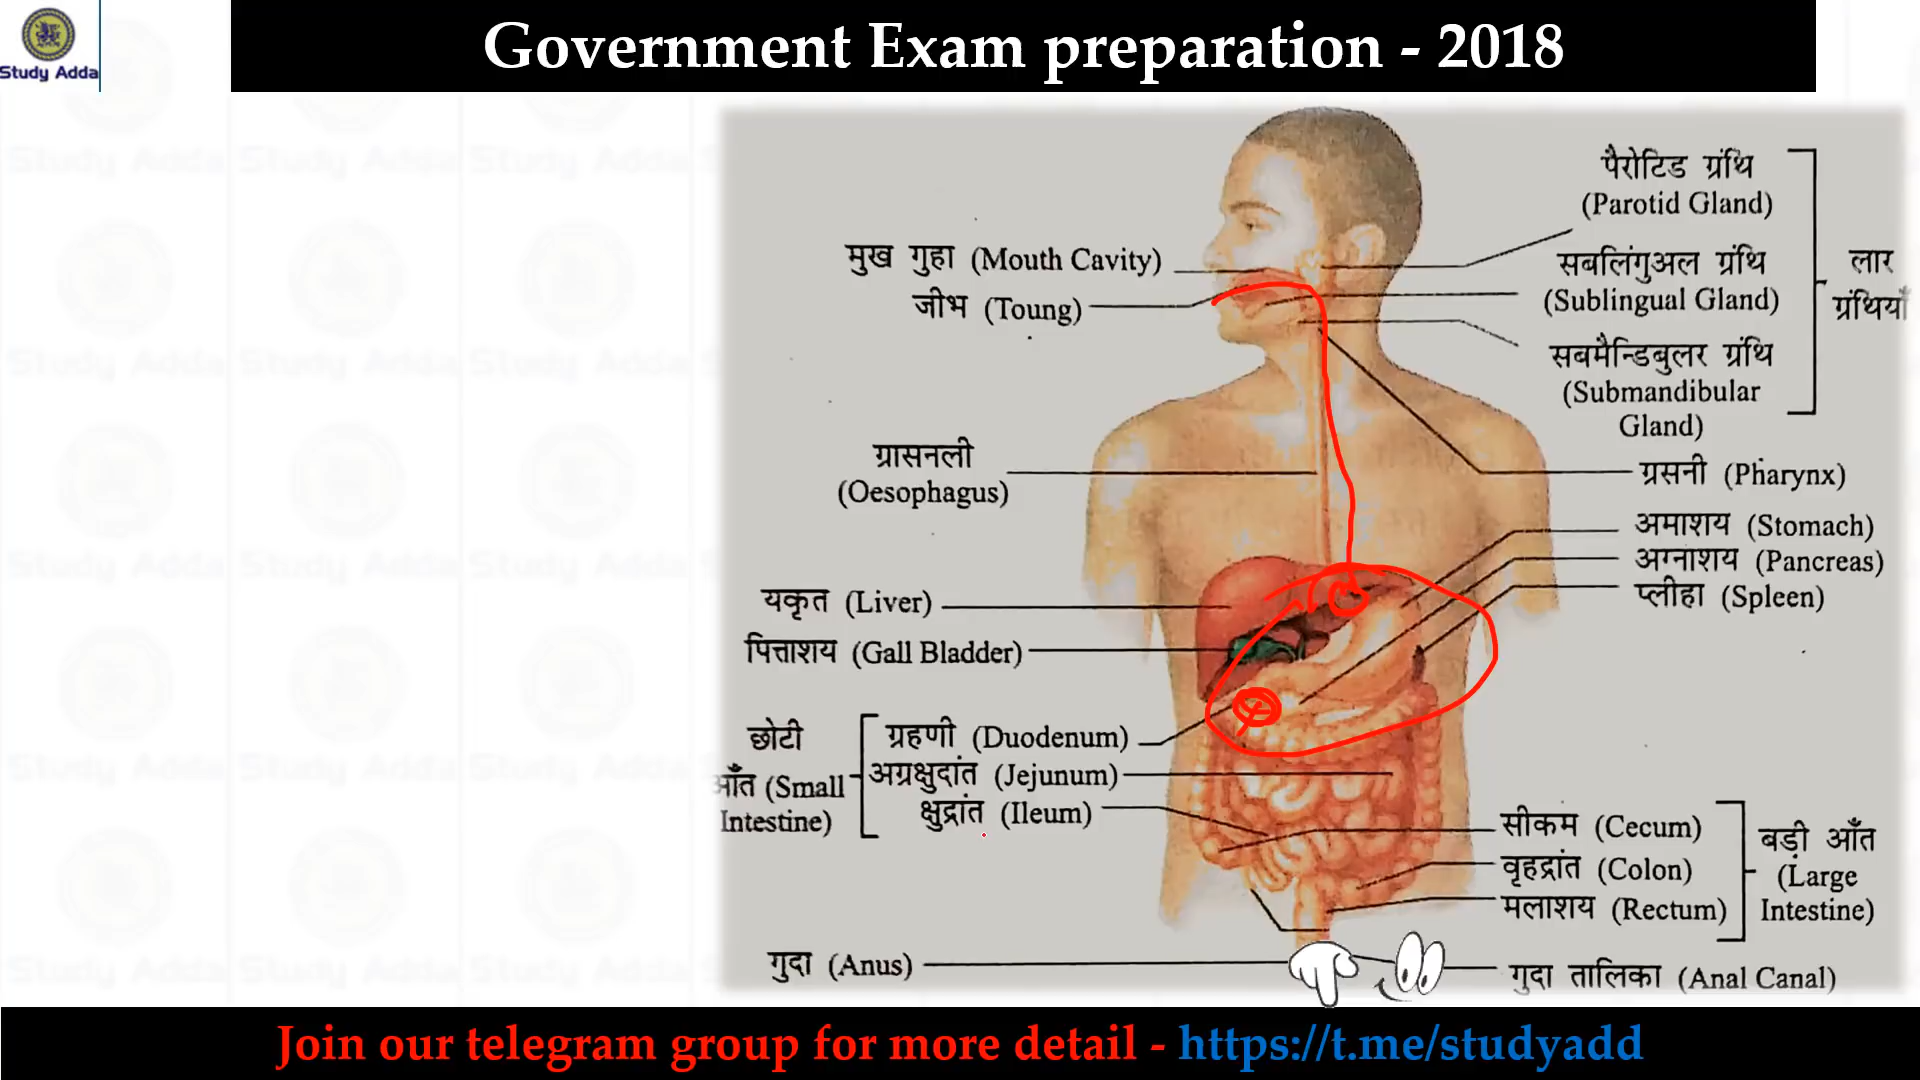 Study Adda
Government Exam preparation - 2018
पैरोटिड ग्रंथि
(Parotid Gland)
मुख गुहा (Mouth Cavity)
जीभ (Toung)
सबलिंगुअल ग्रंथि
(Sublingual Gland)
सबमैन्डिबुलर ग्रंथि
(Submandibular
Gland)
लार
ग्रंथियाँ
ग्रासनली
(Oesophagus)
ग्रसनी (Pharynx)
अमाशय (Stomach)
अग्नाशय (Pancreas)
प्लीहा (Spleen)
यकृत (Liver)
पित्ताशय (Gall Bladder)
छोटी
आँत (Small
Intestine)
ग्रहणी (Duodenum)
अग्रक्षुदांत (Jejunum)
क्षुद्रांत (Ileum)
सीकम (Cecum)
वृहद्रांत (Colon)
मलाशय (Rectum)
बड़ी आँत
(Large
Intestine)
गुदा (Anus)
गुदा तालिका (Anal Canal)
Join our telegram group for more detail - https://t.me/studyadd